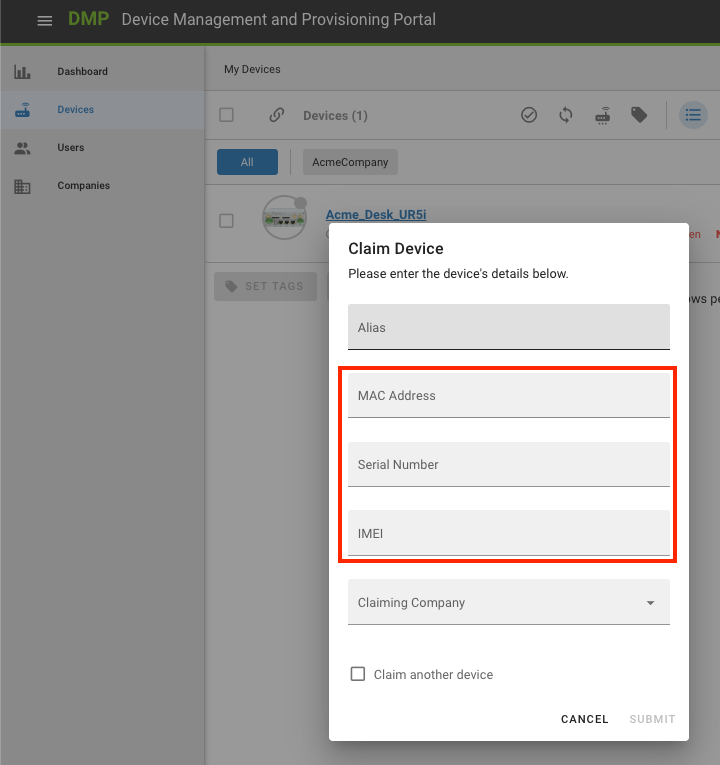 DMP Device Management and Provisioning Portal
Dashboard
Devices
Users
Companies
My Devices
Devices (1)
All
AcmeCompany
Acme_Desk_UR5i
SET TAGS
Claim Device
Please enter the device's details below.
Alias
MAC Address
Serial Number
IMEI
Claiming Company
Claim another device
CANCEL
SUBMIT